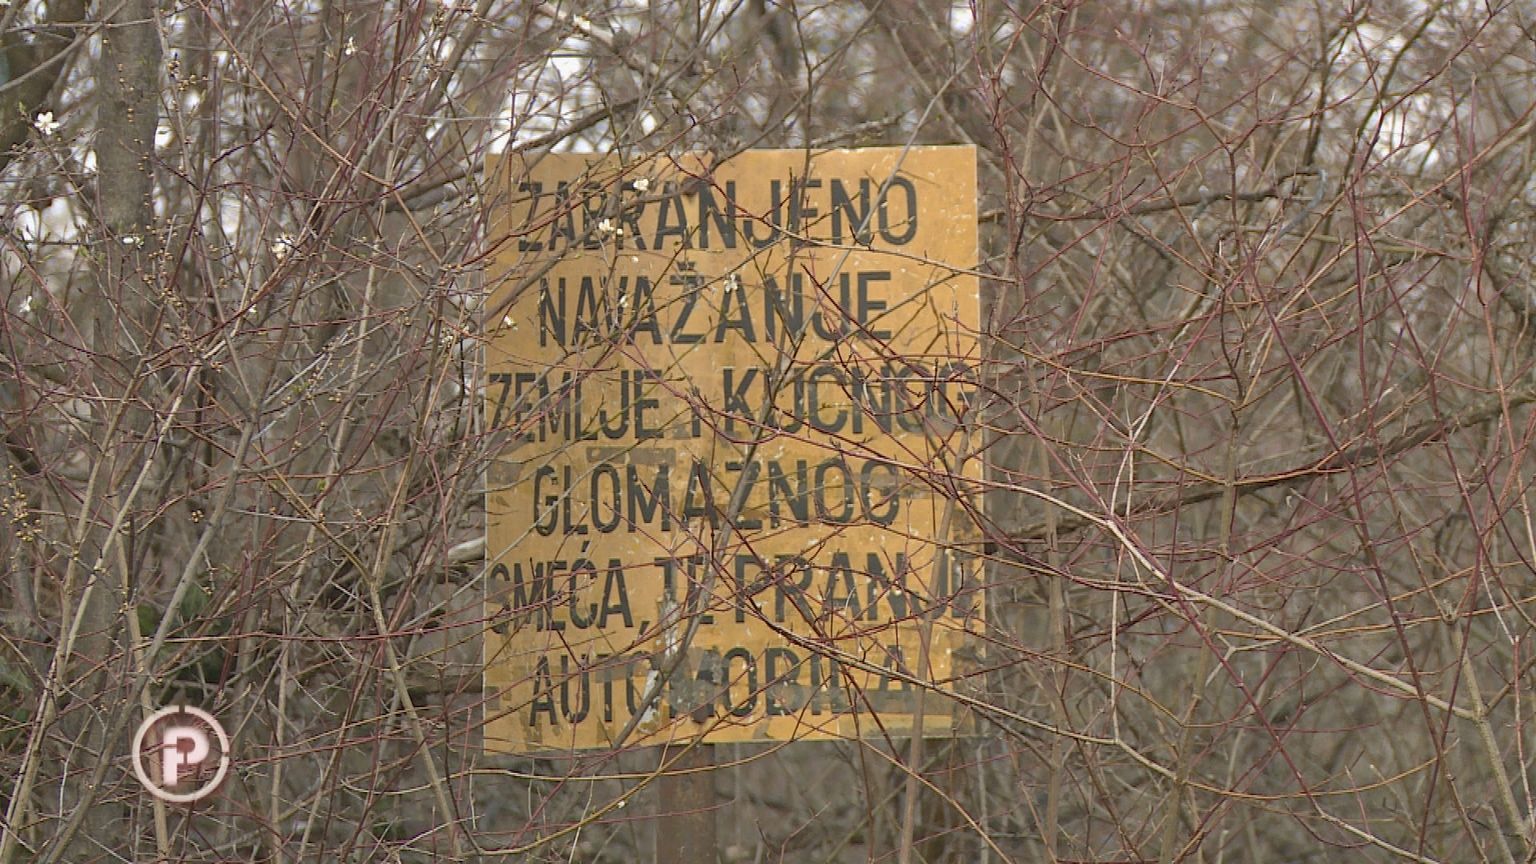 ZABRANJENO
NAVAŽANJE
ZEMLJE I KUĆNOG
GLOMAZNOG
SMEĆA, TE PRANJE
AUTOMOBILA
P